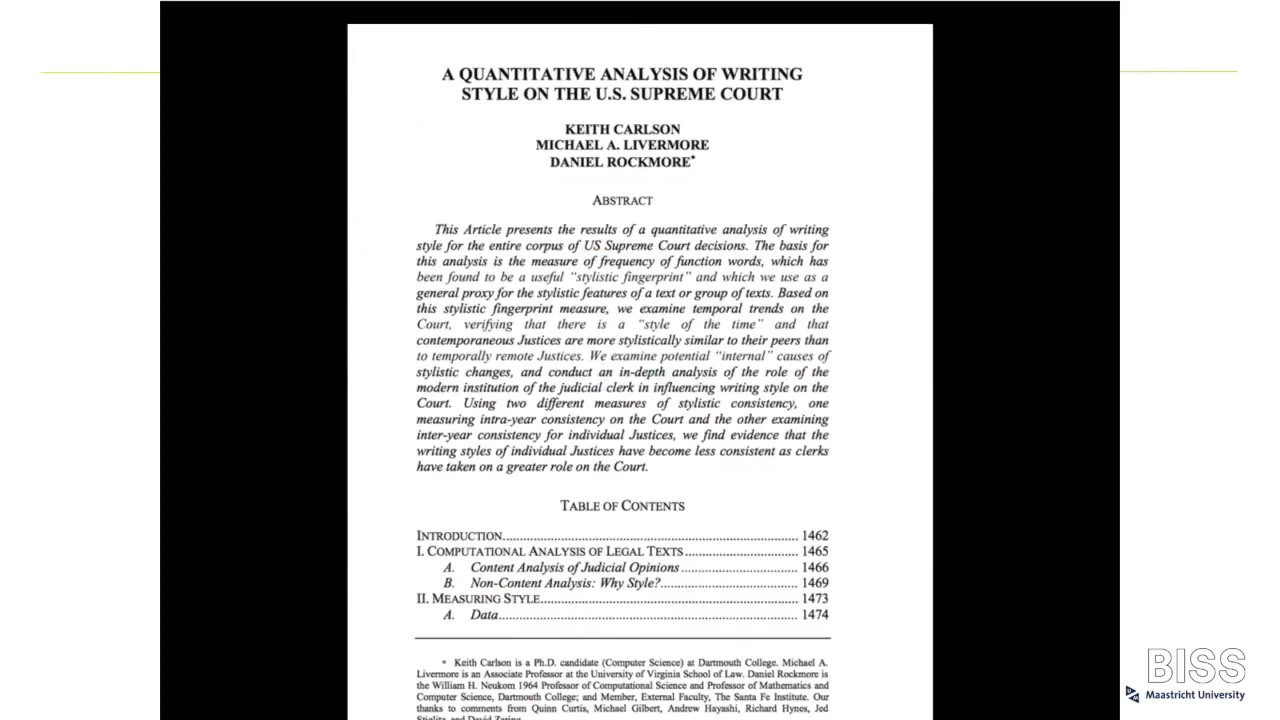 A QUANTITATIVE ANALYSIS OF WRITING
STYLE ON THE U.S. SUPREME COURT
KEITH CARLSON
MICHAEL A. LIVERMORE
DANIEL ROCKMORE*
ABSTRACT
This Article presents the results of a quantitative analysis of writing
style for the entire corpus of US Supreme Court decisions. The basis for
this analysis is the measure of frequency of function words, which has
been found to be a useful “stylistic fingerprint” and which we use as a
general proxy for the stylistic features of a text or group of texts. Based on
this stylistic fingerprint measure, we examine temporal trends on the
Court, verifying that there is a “style of the time” and that
contemporaneous Justices are more stylistically similar to their peers than
to temporally remote Justices. We examine potential “internal” causes of
stylistic changes, and conduct an in-depth analysis of the role of the
modern institution of the judicial clerk in influencing writing style on the
Court. Using two different measures of stylistic consistency, one
measuring intra-year consistency on the Court and the other examining
inter-year consistency for individual Justices, we find evidence that the
writing styles of individual Justices have become less consistent as clerks
have taken on a greater role on the Court.
TABLE OF CONTENTS
INTRODUCTION.......................................................................... 1462
I. COMPUTATIONAL ANALYSIS OF LEGAL TEXTS............................ 1465
A. Content Analysis of Judicial Opinions............................. 1466
B. Non-Content Analysis: Why Style?.................................. 1469
II. MEASURING STYLE................................................................ 1473
A. Data........................................................................... 1474
* Keith Carlson is a Ph.D. candidate (Computer Science) at Dartmouth College. Michael A.
Livermore is an Associate Professor at the University of Virginia School of Law. Daniel Rockmore is
the William H. Neukom 1964 Professor of Computational Science and Professor of Mathematics and
Computer Science, Dartmouth College; and Member, External Faculty, The Santa Fe Institute. Our
thanks to comments from Quinn Curtis, Michael Gilbert, Andrew Hayashi, Richard Hynes, Jed
Stiglitz, and David Zaring.
BISS
Maastricht University